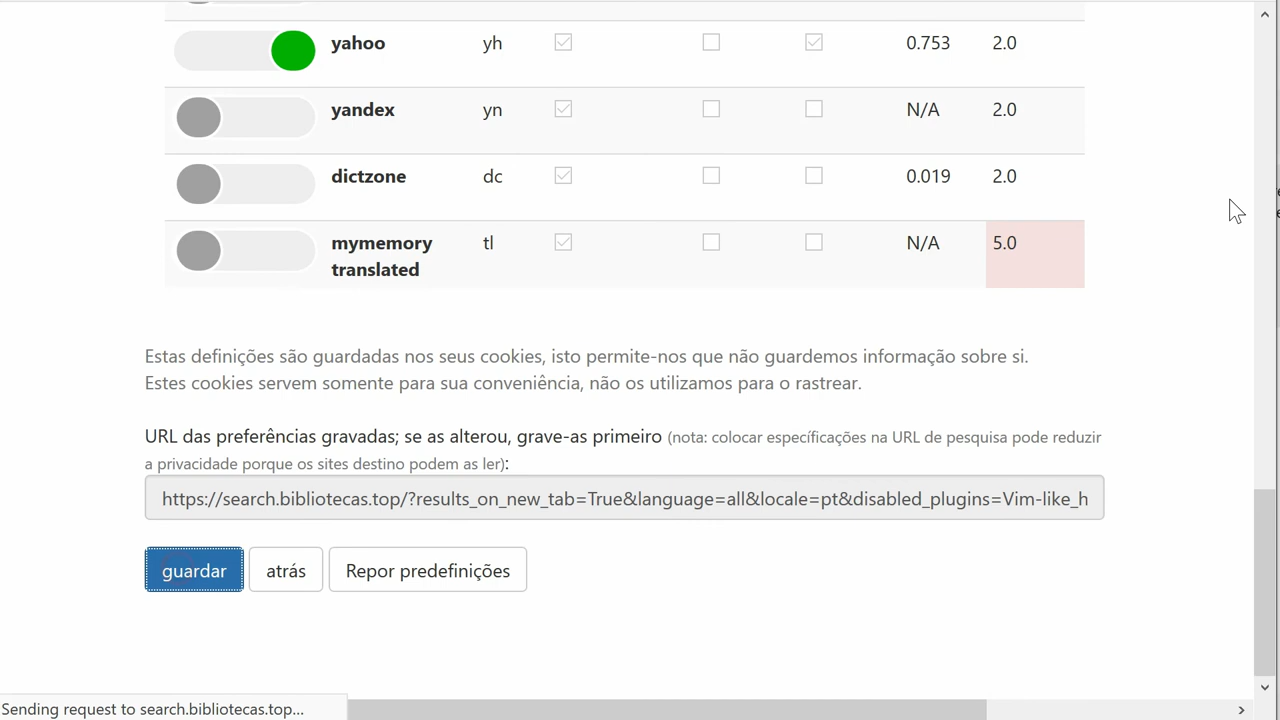 yahoo yh 0.753 2.0
yandex yn N/A 2.0
dictzone dc 0.019 2.0
mymemory tl N/A 5.0
translated
Estas definições são guardadas nos seus cookies, isto permite-nos que não guardemos informação sobre si.
Estes cookies servem somente para sua conveniência, não os utilizamos para o rastrear.
URL das preferências gravadas; se as alterou, grave-as primeiro (nota: colocar específicações na URL de pesquisa pode reduzir
a privacidade porque os sites destino podem as ler):
https://search.bibliotecas.top/?results_on_new_tab=True&language=all&locale=pt&disabled_plugins=Vim-like_h
guardar atrás Repor predefinições
Sending request to search.bibliotecas.top...